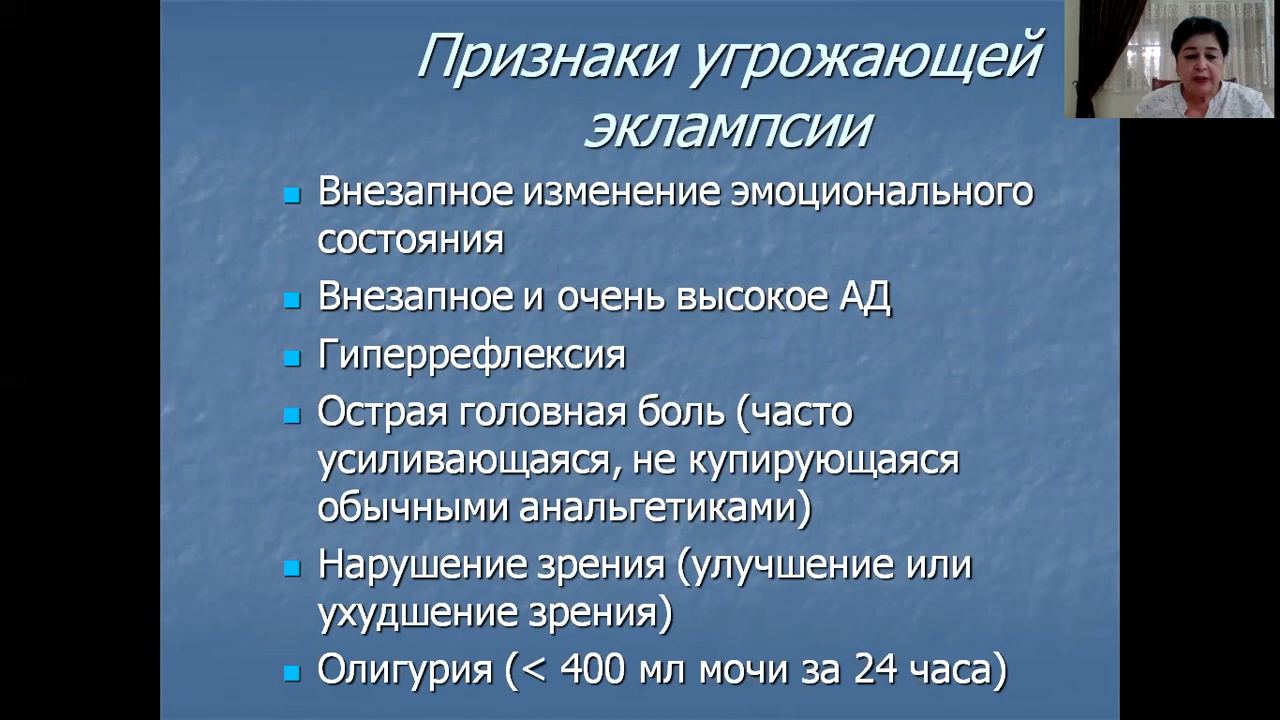 Признаки угрожающей
эклампсии
Внезапное изменение эмоционального
состояния
Внезапное и очень высокое АД
Гиперрефлексия
Острая головная боль (часто
усиливающаяся, не купирующаяся
обычными анальгетиками)
Нарушение зрения (улучшение или
ухудшение зрения)
Олигурия (< 400 мл мочи за 24 часа)